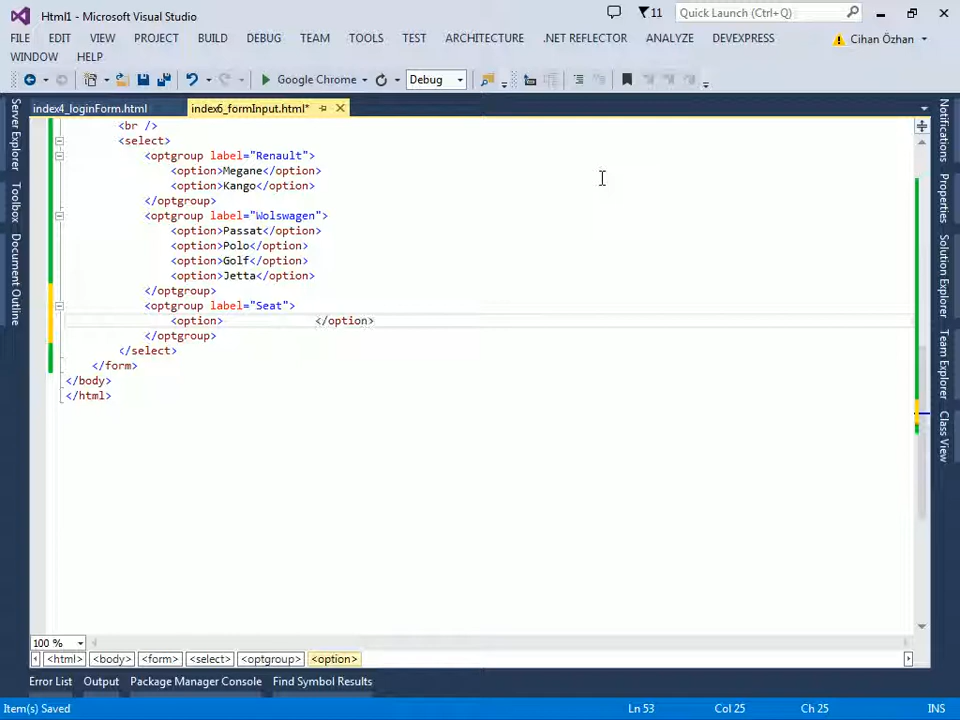 Html1 - Microsoft Visual Studio
11
Quick Launch (Ctrl+Q)
FILE EDIT VIEW PROJECT BUILD DEBUG TEAM TOOLS TEST ARCHITECTURE .NET REFLECTOR ANALYZE DEVEXPRESS
Cihan Özhan
WINDOW HELP
Google Chrome
Debug
index4_loginForm.html
index6_formInput.html*
Server Explorer
Toolbox
Document Outline
<br />
<select>
<optgroup label="Renault">
<option>Megane</option>
<option>Kango</option>
</optgroup>
<optgroup label="Wolswagen">
<option>Passat</option>
<option>Polo</option>
<option>Golf</option>
<option>Jetta</option>
</optgroup>
<optgroup label="Seat">
<option> </option>
</optgroup>
</select>
</form>
</body>
</html>
Notifications
Properties
Solution Explorer
Team Explorer
Class View
100 %
<html> <body> <form> <select> <optgroup> <option>
Error List Output Package Manager Console Find Symbol Results
Item(s) Saved
Ln 53 Col 25 Ch 25 INS